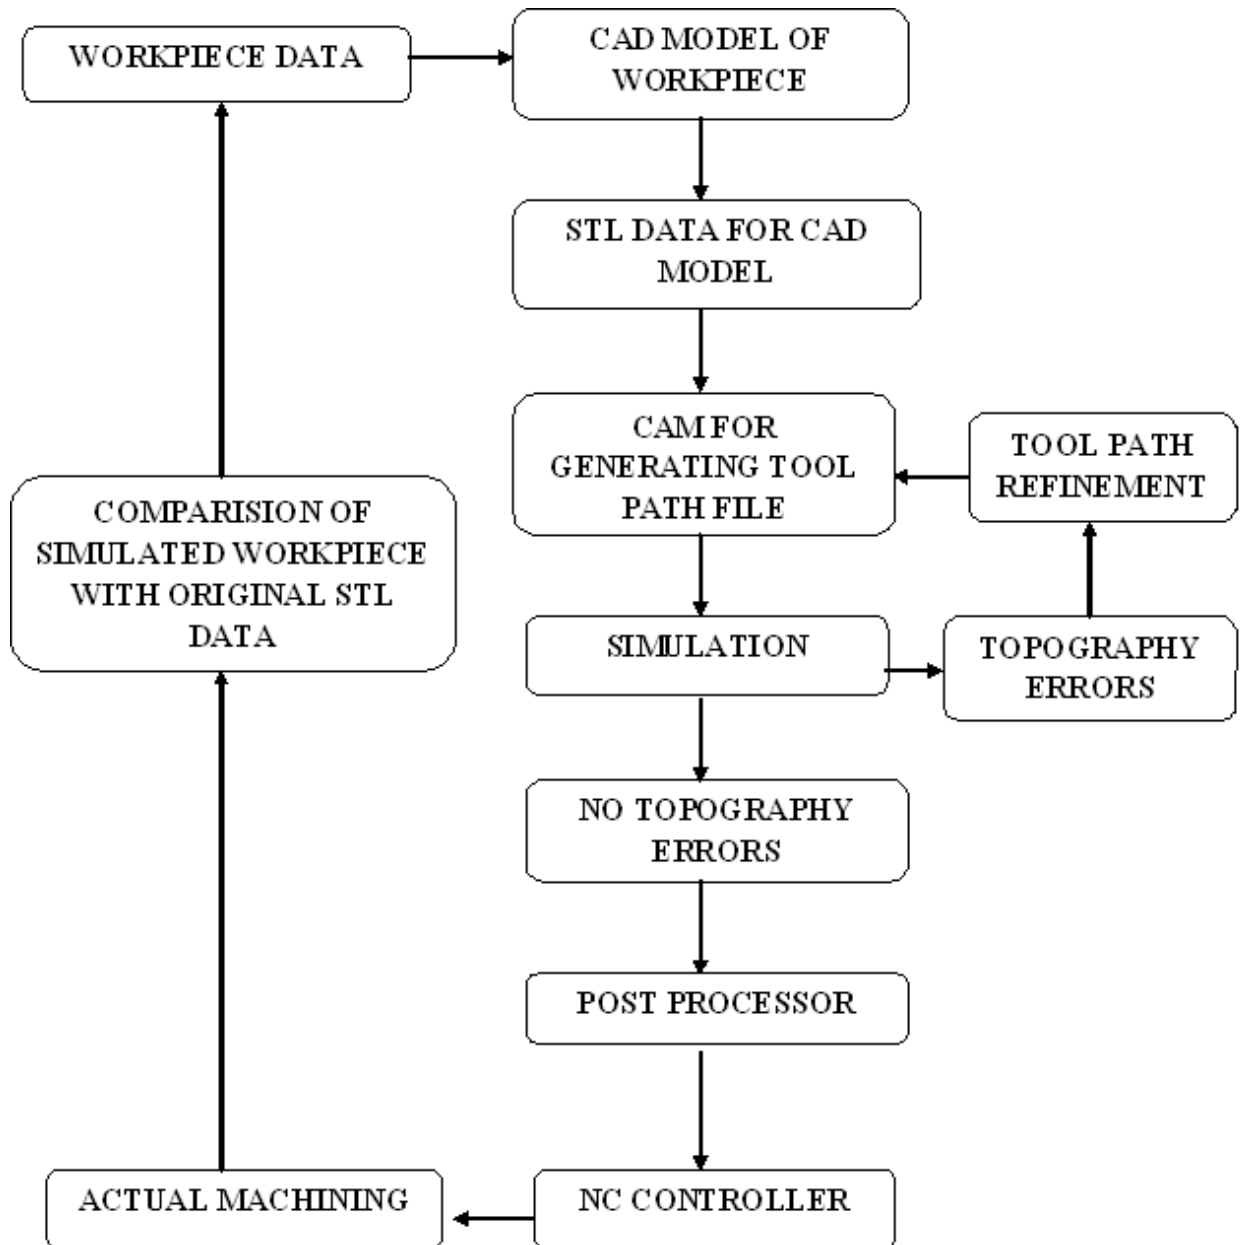 WORKPIECE DATA
CAD MODEL OF
WORKPIECE
STL DATA FOR CAD
MODEL
CAM FOR
GENERATING TOOL
PATH FILE
TOOL PATH
REFINEMENT
COMPARISION OF
SIMULATED WORKPIECE
WITH ORIGINAL STL
DATA
SIMULATION
TOPOGRAPHY
ERRORS
NO TOPOGRAPHY
ERRORS
POST PROCESSOR
ACTUAL MACHINING
NC CONTROLLER